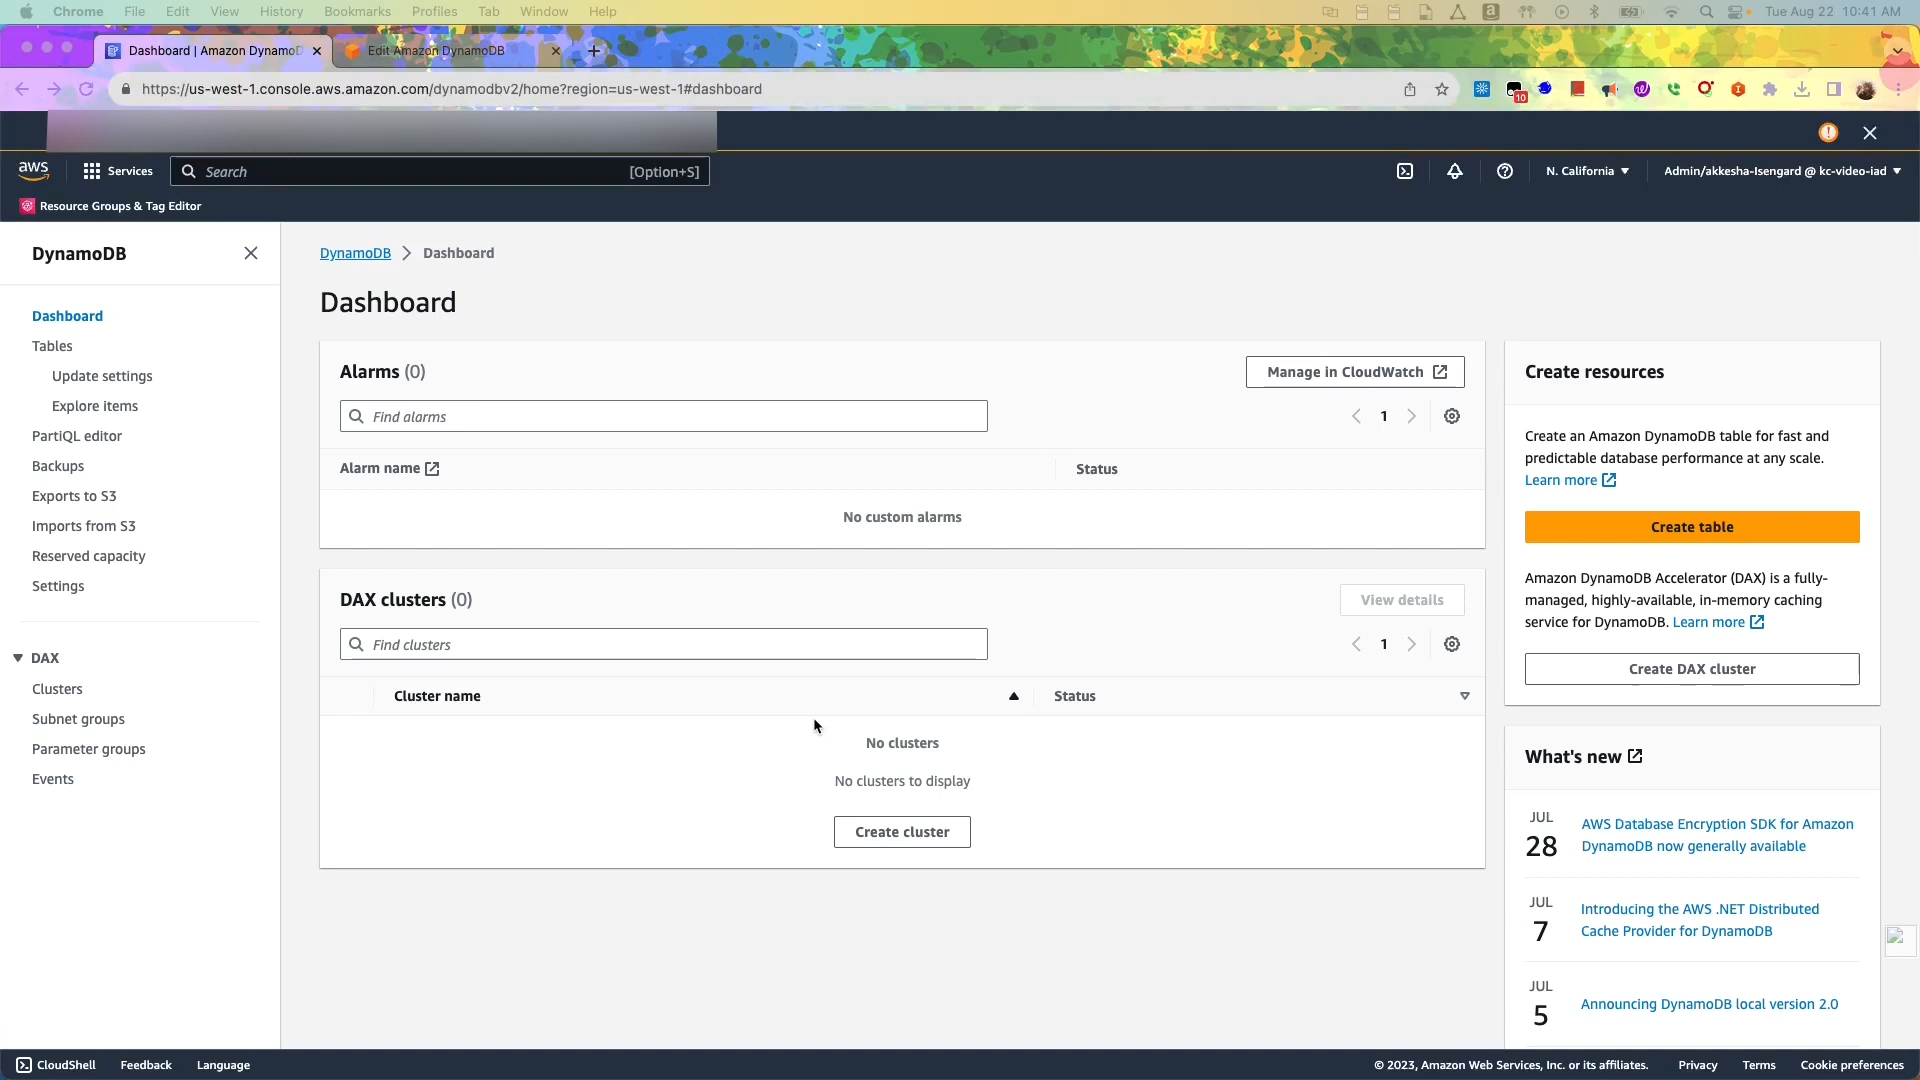 Chrome File Edit View History Bookmarks Profiles Tab Window Help Tue Aug 22 10:41 AM
Dashboard | Amazon DynamoD Edit Amazon DynamoDB
https://us-west-1.console.aws.amazon.com/dynamodbv2/home?region=us-west-1#dashboard 10
aws Services Search [Option+S] N. California Admin/akkesha-Isengard @ kc-video-iad
Resource Groups & Tag Editor
DynamoDB
Dashboard
Tables
Update settings
Explore items
PartiQL editor
Backups
Exports to S3
Imports from S3
Reserved capacity
Settings
DAX
Clusters
Subnet groups
Parameter groups
Events
DynamoDB Dashboard
Dashboard
Alarms (0) Manage in CloudWatch
Find alarms 1
Alarm name Status
No custom alarms
DAX clusters (0) View details
Find clusters 1
Cluster name Status
No clusters
No clusters to display
Create cluster
Create resources
Create an Amazon DynamoDB table for fast and
predictable database performance at any scale.
Learn more
Create table
Amazon DynamoDB Accelerator (DAX) is a fully-
managed, highly-available, in-memory caching
service for DynamoDB. Learn more
Create DAX cluster
What's new
JUL
28
AWS Database Encryption SDK for Amazon
DynamoDB now generally available
JUL
7
Introducing the AWS .NET Distributed
Cache Provider for DynamoDB
JUL
5
Announcing DynamoDB local version 2.0
CloudShell Feedback Language © 2023, Amazon Web Services, Inc. or its affiliates. Privacy Terms Cookie preferences